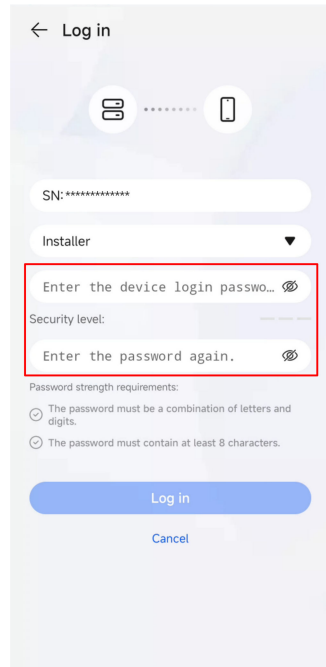 Log in
SN:*************
Installer
Enter the device login passwo...
Security level:
Enter the password again.
Password strength requirements:
The password must be a combination of letters and
digits.
The password must contain at least 8 characters.
Log in
Cancel